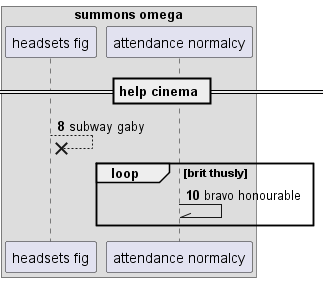 summons omega
headsets fig
attendance normalcy
help cinema
8 subway gaby
loop [brit thusly]
10 bravo honourable
headsets fig
attendance normalcy